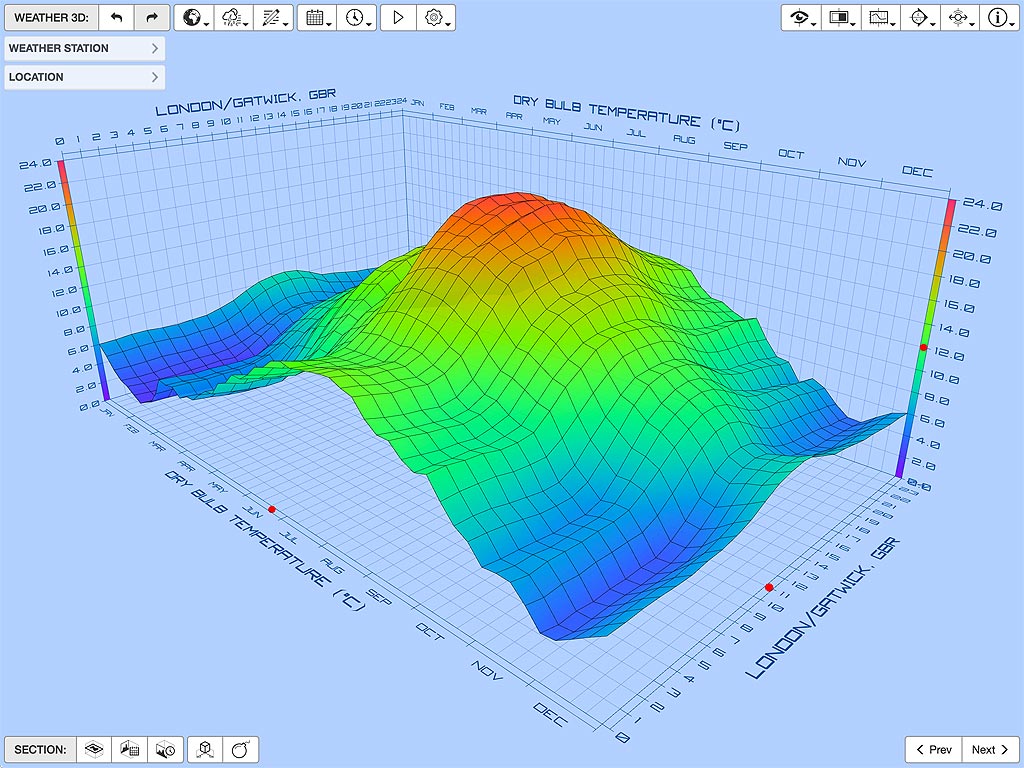 WEATHER 3D:
WEATHER STATION
LOCATION
LONDON/GATWICK, GBR
DRY BULB TEMPERATURE (°C)
0 1 2 3 4 5 6 7 8 9 10 11 12 13 14 15 16 17 18 19 20 21 22 23 24
JAN FEB MAR APR MAY JUN JUL AUG SEP OCT NOV DEC
24.0
22.0
20.0
18.0
16.0
14.0
12.0
10.0
8.0
6.0
4.0
2.0
0.0
24.0
22.0
20.0
18.0
16.0
14.0
12.0
10.0
8.0
6.0
4.0
2.0
0.0
JAN FEB MAR APR MAY JUN JUL AUG SEP OCT NOV DEC
DRY BULB TEMPERATURE (°C)
0 1 2 3 4 5 6 7 8 9 10 11 12 13 14 15 16
LONDON/GATWICK, GBR
SECTION:
Prev
Next